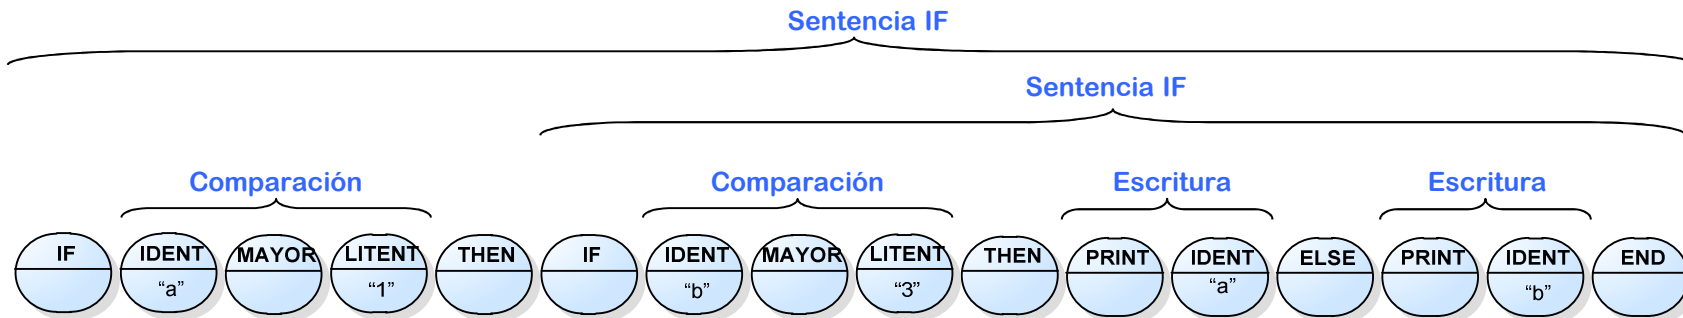 Sentencia IF
Sentencia IF
Comparación Comparación Escritura Escritura
IF IDENT MAYOR LITENT THEN IF IDENT MAYOR LITENT THEN PRINT IDENT ELSE PRINT IDENT END
“a” “1” “b” “3” “a” “b”